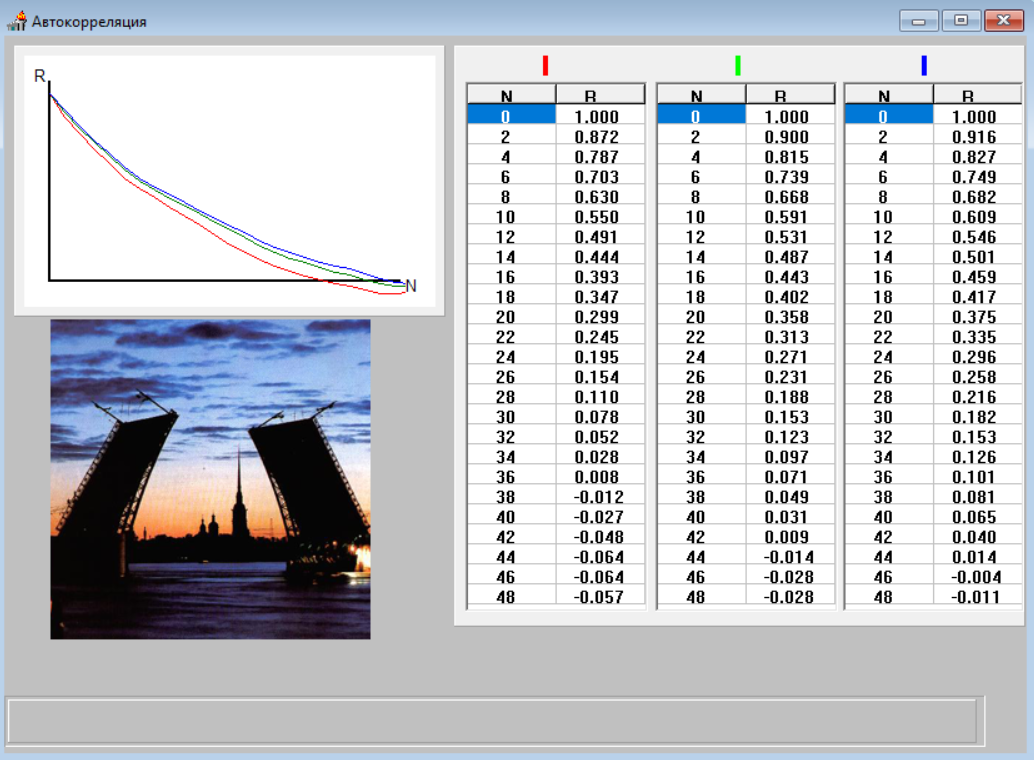 Автокорреляция
R
N
N R N R N R
0 1.000 0 1.000 0 1.000
2 0.872 2 0.900 2 0.916
4 0.787 4 0.815 4 0.827
6 0.703 6 0.739 6 0.749
8 0.630 8 0.668 8 0.682
10 0.550 10 0.591 10 0.609
12 0.491 12 0.531 12 0.546
14 0.444 14 0.487 14 0.501
16 0.393 16 0.443 16 0.459
18 0.347 18 0.402 18 0.417
20 0.299 20 0.358 20 0.375
22 0.245 22 0.313 22 0.335
24 0.195 24 0.271 24 0.296
26 0.154 26 0.231 26 0.258
28 0.110 28 0.188 28 0.216
30 0.078 30 0.153 30 0.182
32 0.052 32 0.123 32 0.153
34 0.028 34 0.097 34 0.126
36 0.008 36 0.071 36 0.101
38 -0.012 38 0.049 38 0.081
40 -0.027 40 0.031 40 0.065
42 -0.048 42 0.009 42 0.040
44 -0.064 44 -0.014 44 0.014
46 -0.064 46 -0.028 46 -0.004
48 -0.057 48 -0.028 48 -0.011